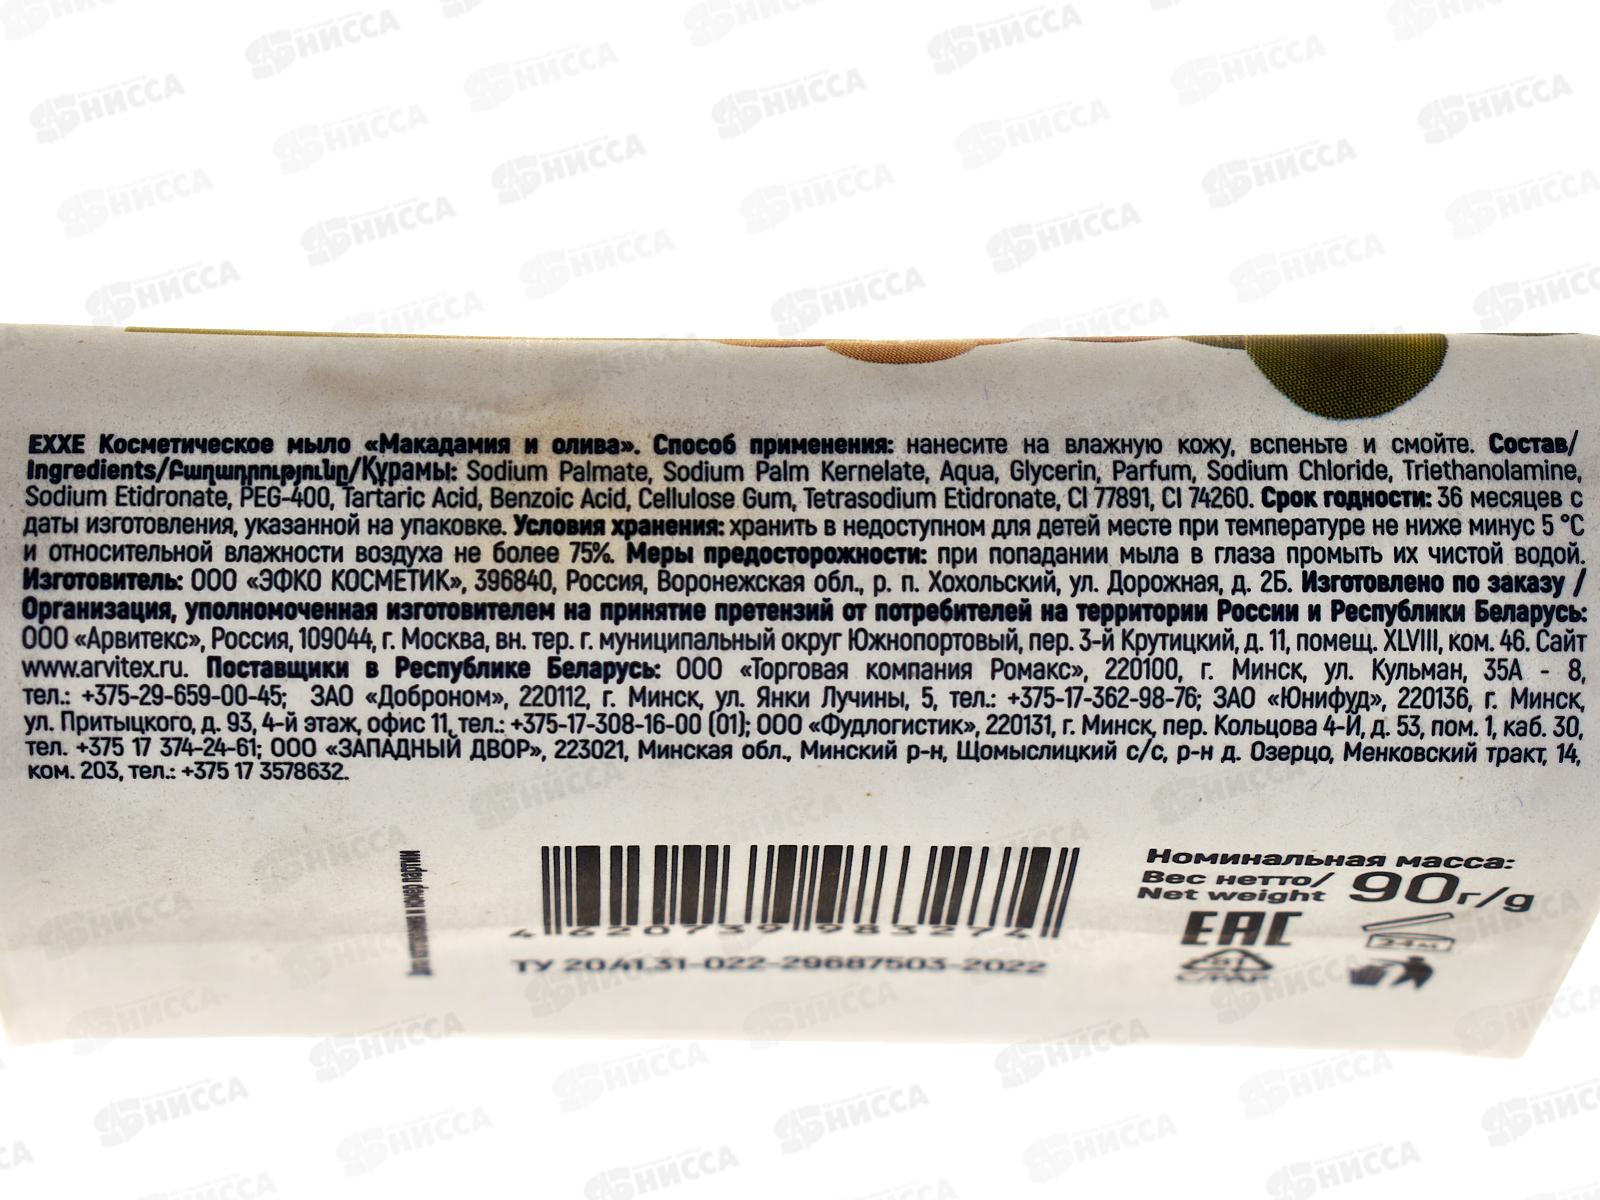 EXXE Косметическое мыло «Макадамия и олива». Способ применения: нанесите на влажную кожу, вспеньте и смойте. Состав/
Ingredients/Բաղադրությունը/Құрамы: Sodium Palmate, Sodium Palm Kernelate, Aqua, Glycerin, Parfum, Sodium Chloride, Triethanolamine,
Sodium Etidronate, PEG-400, Tartaric Acid, Benzoic Acid, Cellulose Gum, Tetrasodium Etidronate, CI 77891, CI 74260. Срок годности: 36 месяцев с
даты изготовления, указанной на упаковке. Условия хранения: хранить в недоступном для детей месте при температуре не ниже минус 5 °C
и относительной влажности воздуха не более 75%. Меры предосторожности: при попадании мыла в глаза промыть их чистой водой.
Изготовитель: ООО «ЭФКО КОСМЕТИК», 396840, Россия, Воронежская обл., р. п. Хохольский, ул. Дорожная, д. 2Б. Изготовлено по заказу /
Организация, уполномоченная изготовителем на принятие претензий от потребителей на территории России и Республики Беларусь:
ООО «Арвитекс», Россия, 109044, г. Москва, вн. тер. г. муниципальный округ Южнопортовый, пер. 3-й Крутицкий, д. 11, помещ. XLVIII, ком. 46. Сайт
www.arvitex.ru. Поставщики в Республике Беларусь: ООО «Торговая компания Ромакс», 220100, г. Минск, ул. Кульман, 35А - 8,
тел.: +375-29-659-00-45; ЗАО «Доброном», 220112, г. Минск, ул. Янки Лучины, 5, тел.: +375-17-362-98-76; ЗАО «Юнифуд», 220136, г. Минск,
ул. Притыцкого, д. 93, 4-й этаж, офис 11, тел.: +375-17-308-16-00 (01); ООО «Фудлогистик», 220131, г. Минск, пер. Кольцова 4-Й, д. 53, пом. 1, каб. 30,
тел. +375 17 374-24-61; ООО «ЗАПАДНЫЙ ДВОР», 223021, Минская обл., Минский р-н, Щомыслицкий с/с, р-н д. Озерцо, Менковский тракт, 14,
ком. 203, тел.: +375 17 3578632.
Дата изготовления и номер партии
4 620739 983274
ТУ 20.41.31-022-29687503-2022
Номинальная масса:
Вес нетто/
Net weight 90г/g
EAC
24м.
81
C/PAP
АБНИССА